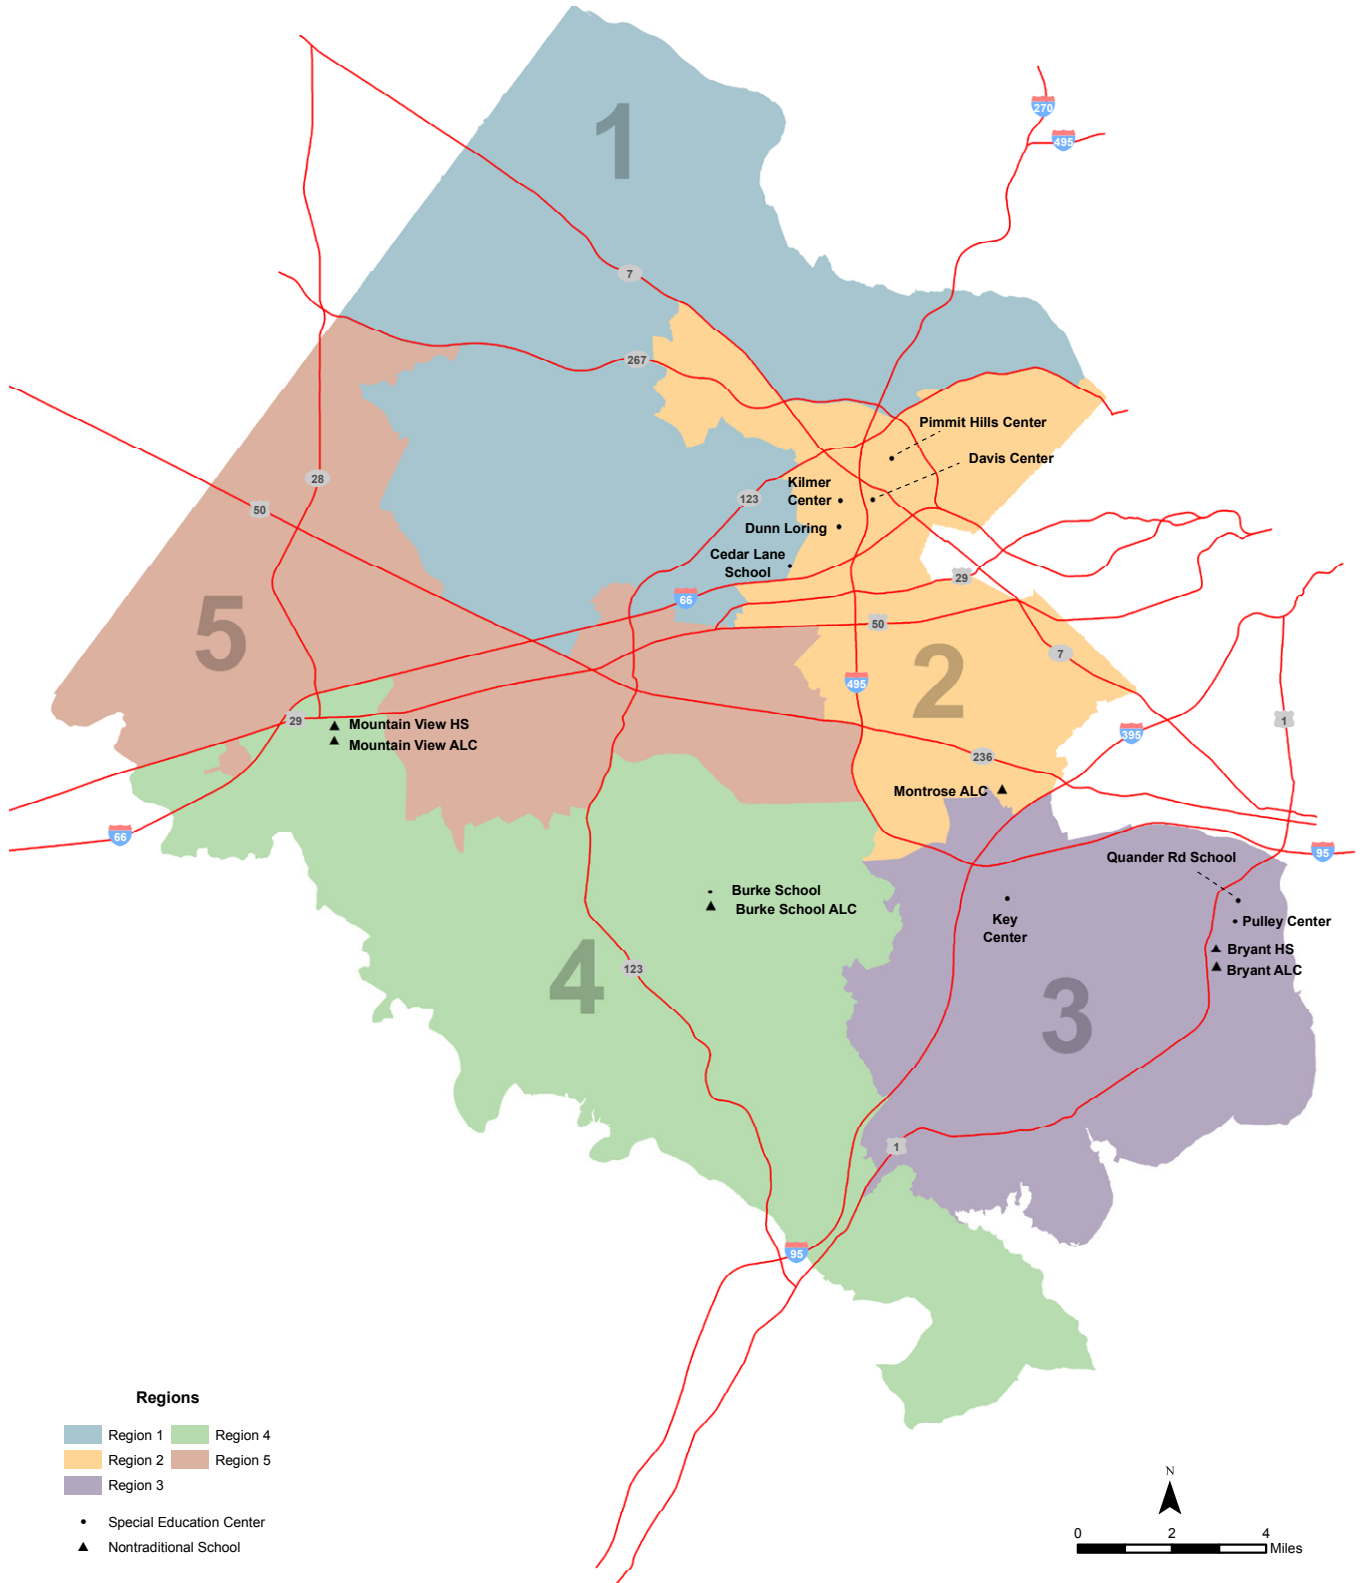 1
270
495
7
267
Pimmit Hills Center
Davis Center
28
Kilmer
Center
123
50
Dunn Loring
Cedar Lane
School
29
66
5
50
2
7
495
29
Mountain View HS
Mountain View ALC
1
395
236
Montrose ALC
66
95
Quander Rd School
Burke School
Burke School ALC
Key
Center
Pulley Center
Bryant HS
Bryant ALC
4
123
3
1
95
Regions
Region 1
Region 4
Region 2
Region 5
Region 3
Special Education Center
Nontraditional School
N
0 2 4
Miles